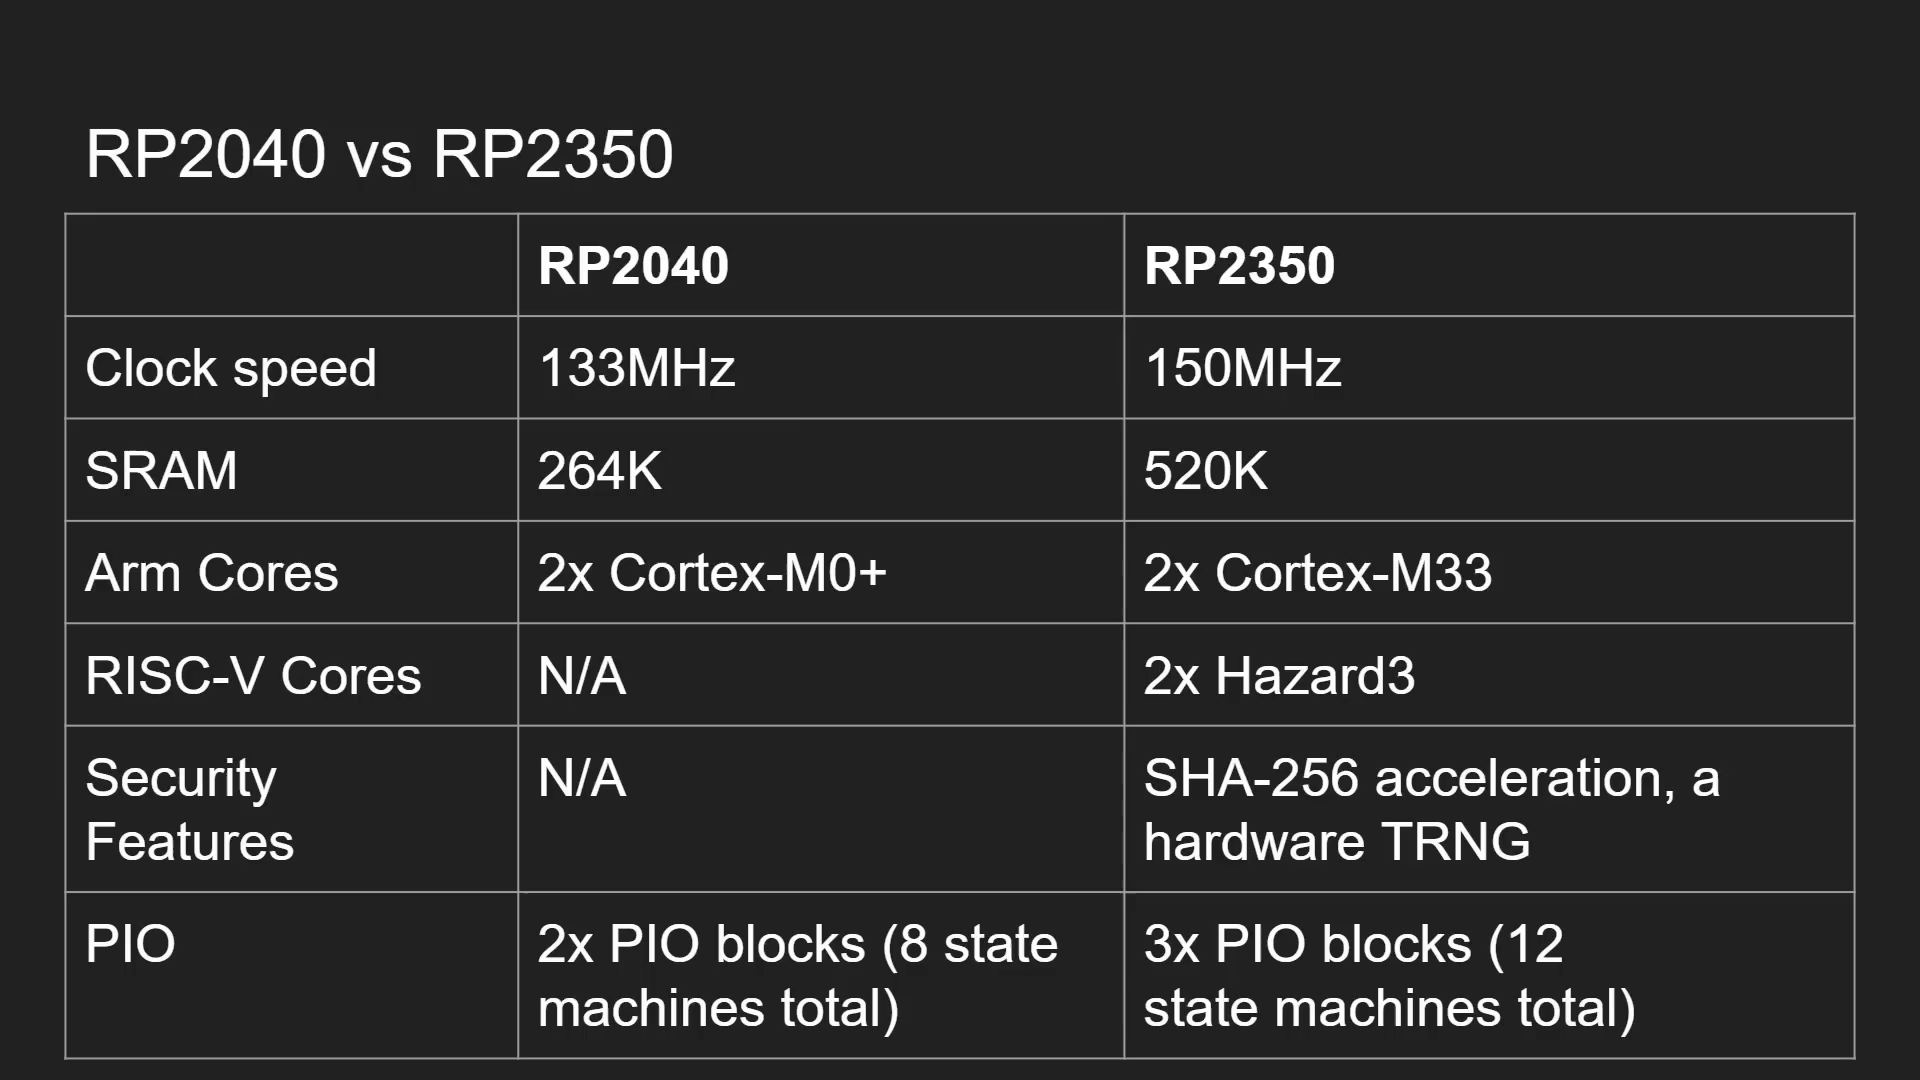 RP2040 vs RP2350
RP2040 RP2350
Clock speed 133MHz 150MHz
SRAM 264K 520K
Arm Cores 2x Cortex-M0+ 2x Cortex-M33
RISC-V Cores N/A 2x Hazard3
Security N/A SHA-256 acceleration, a
Features hardware TRNG
PIO 2x PIO blocks (8 state 3x PIO blocks (12
machines total) state machines total)